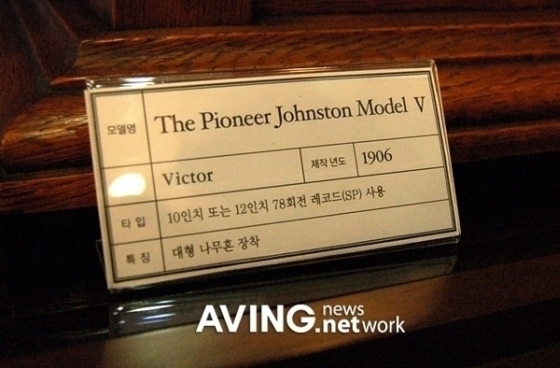 모델명 The Pioneer Johnston Model V
Victor 제작년도 1906
타입 10인치 또는 12인치 78회전 레코드(SP) 사용
특징 대형 나무혼 장착
AVING.news
network